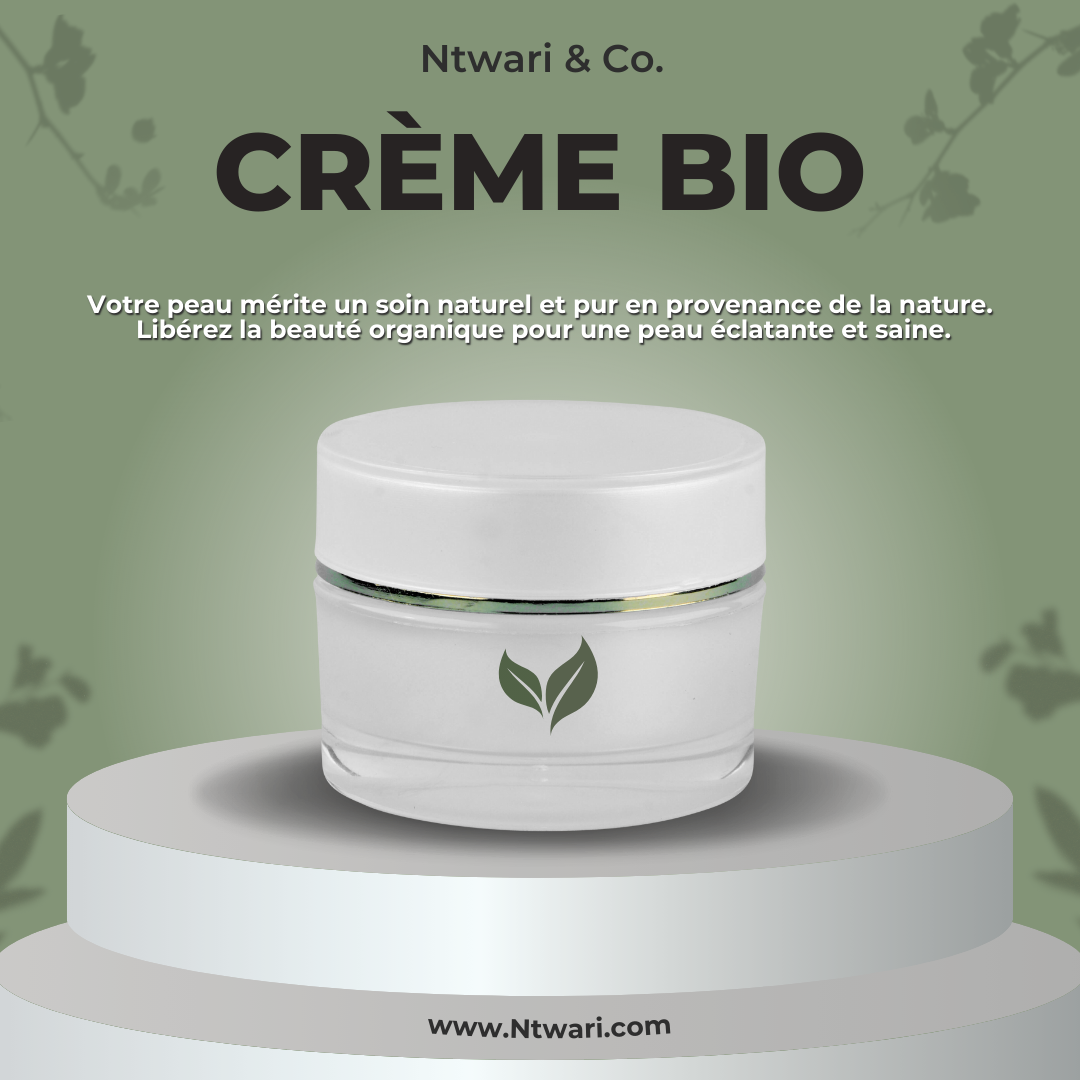 Ntwari & Co.
CRÈME BIO
Votre peau mérite un soin naturel et pur en provenance de la nature.
Libérez la beauté organique pour une peau éclatante et saine.
www.Ntwari.com